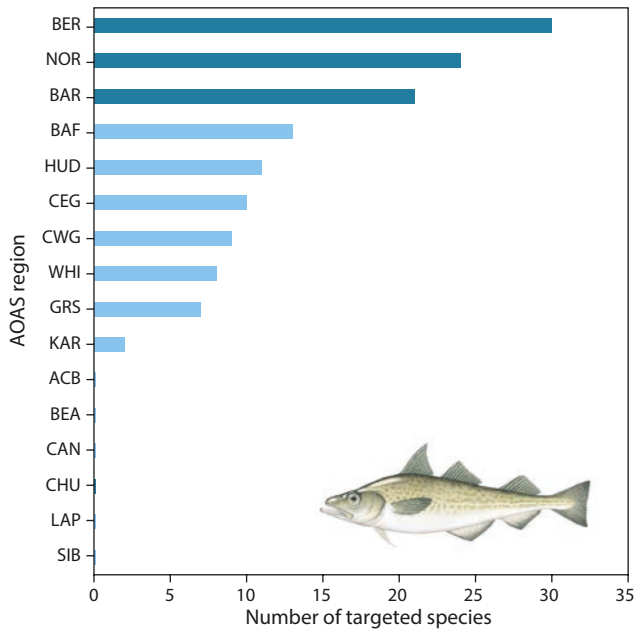 BER
NOR
BAR
BAF
HUD
CEG
CWG
WHI
GRS
KAR
ACB
BEA
CAN
CHU
LAP
SIB
AOAS region
0 5 10 15 20 25 30 35
Number of targeted species